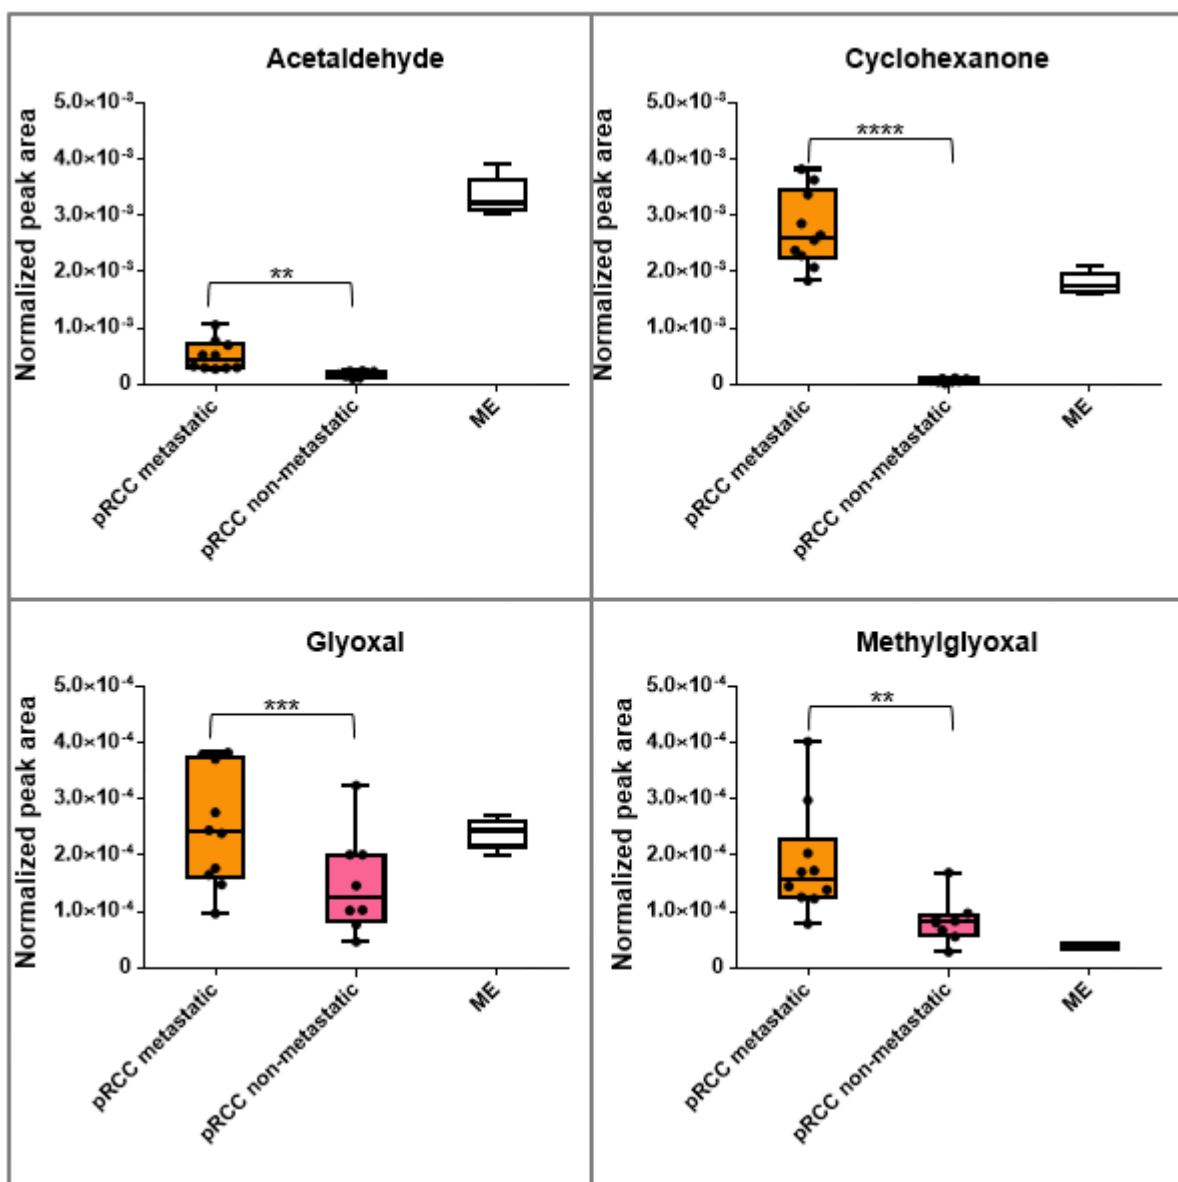 Acetaldehyde
Normalized peak area
5.0×10⁻³
4.0×10⁻³
3.0×10⁻³
2.0×10⁻³
1.0×10⁻³
0
**
pRCC metastatic
pRCC non-metastatic
ME
Cyclohexanone
Normalized peak area
5.0×10⁻³
4.0×10⁻³
3.0×10⁻³
2.0×10⁻³
1.0×10⁻³
0
****
pRCC metastatic
pRCC non-metastatic
ME
Glyoxal
Normalized peak area
5.0×10⁻⁴
4.0×10⁻⁴
3.0×10⁻⁴
2.0×10⁻⁴
1.0×10⁻⁴
0
***
pRCC metastatic
pRCC non-metastatic
ME
Methylglyoxal
Normalized peak area
5.0×10⁻⁴
4.0×10⁻⁴
3.0×10⁻⁴
2.0×10⁻⁴
1.0×10⁻⁴
0
**
pRCC metastatic
pRCC non-metastatic
ME